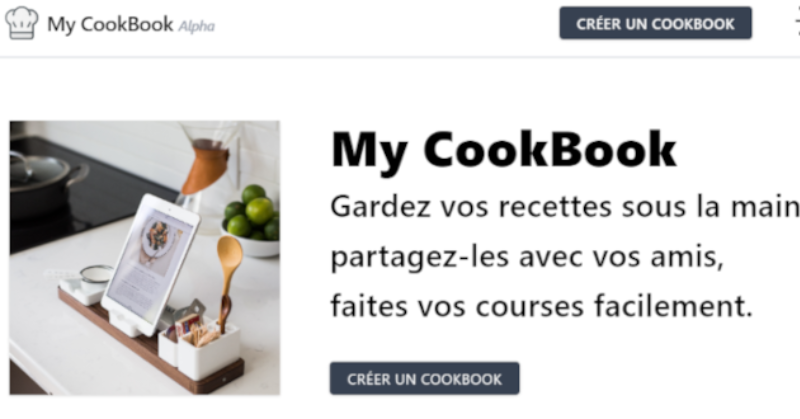 My CookBook Alpha
CRÉER UN COOKBOOK
My CookBook
Gardez vos recettes sous la main
partagez-les avec vos amis,
faites vos courses facilement.
CRÉER UN COOKBOOK